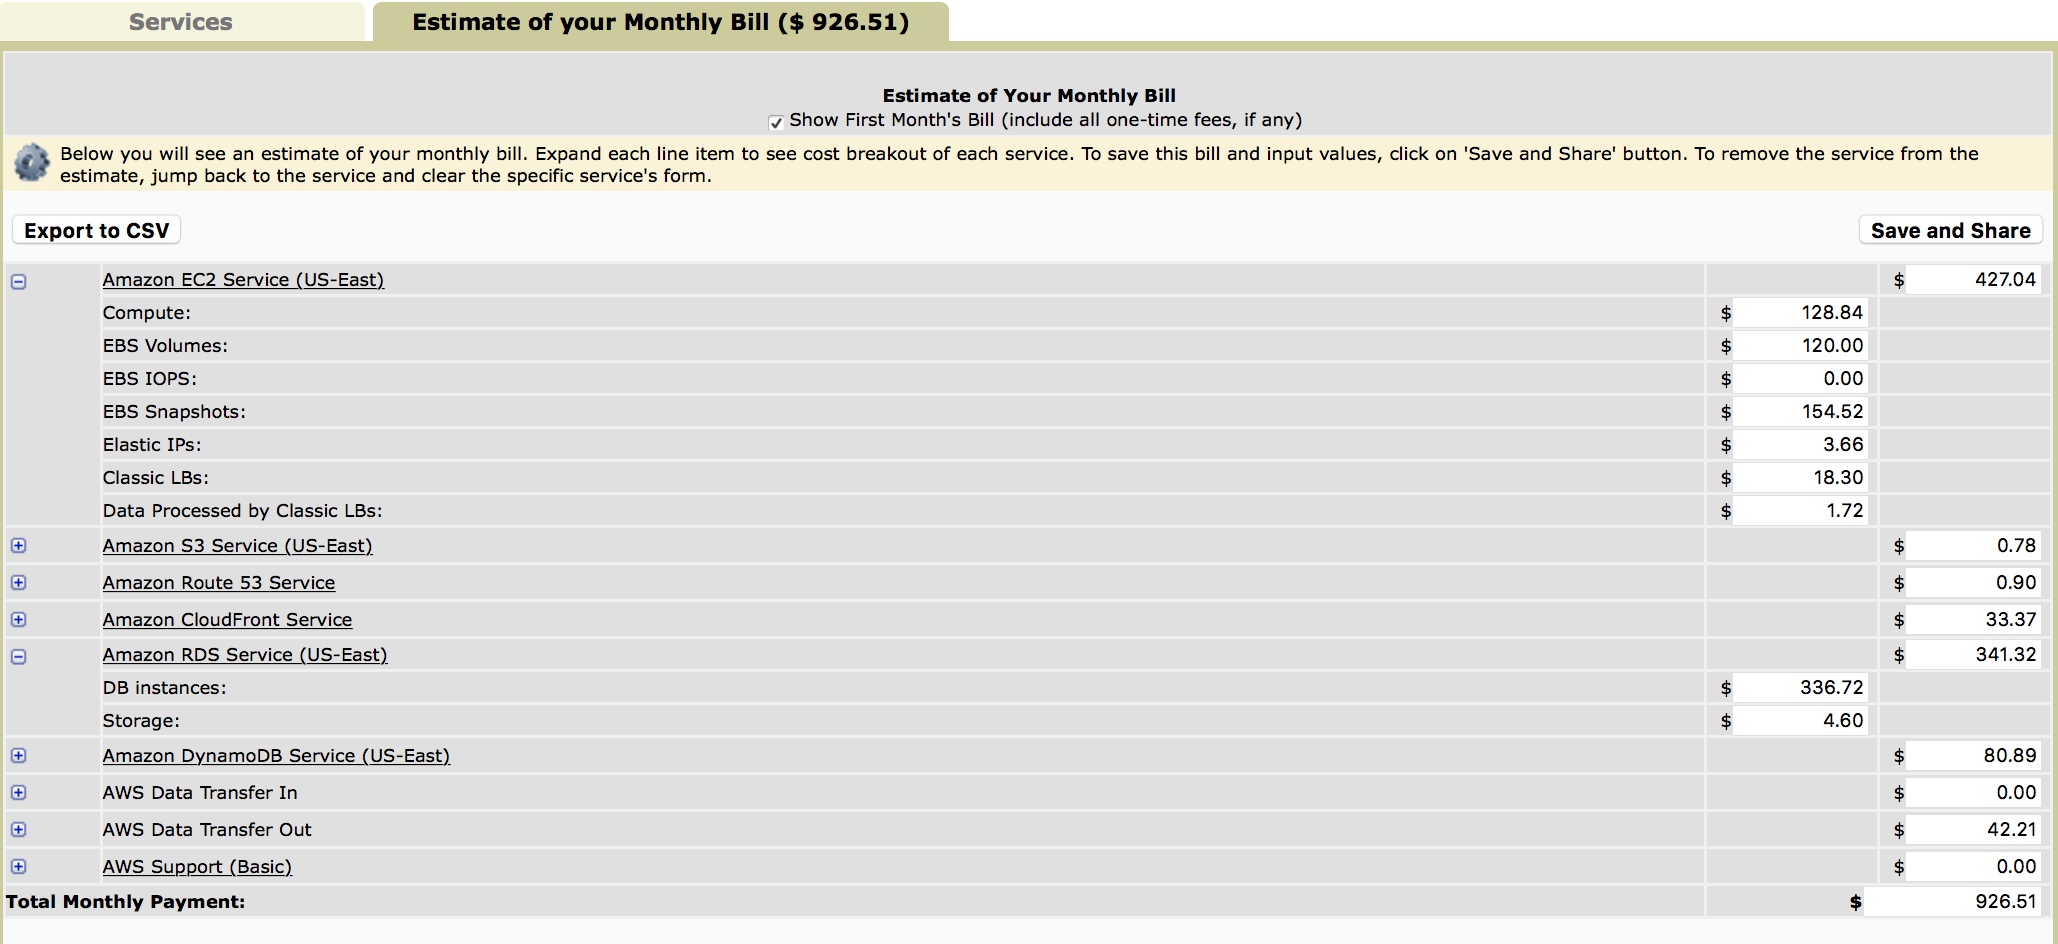 Services
Estimate of your Monthly Bill ($ 926.51)
Estimate of Your Monthly Bill
Show First Month's Bill (include all one-time fees, if any)
Below you will see an estimate of your monthly bill. Expand each line item to see cost breakout of each service. To save this bill and input values, click on 'Save and Share' button. To remove the service from the
estimate, jump back to the service and clear the specific service's form.
Export to CSV
Save and Share
Amazon EC2 Service (US-East) $ 427.04
Compute: $ 128.84
EBS Volumes: $ 120.00
EBS IOPS: $ 0.00
EBS Snapshots: $ 154.52
Elastic IPs: $ 3.66
Classic LBs: $ 18.30
Data Processed by Classic LBs: $ 1.72
Amazon S3 Service (US-East) $ 0.78
Amazon Route 53 Service $ 0.90
Amazon CloudFront Service $ 33.37
Amazon RDS Service (US-East) $ 341.32
DB instances: $ 336.72
Storage: $ 4.60
Amazon DynamoDB Service (US-East) $ 80.89
AWS Data Transfer In $ 0.00
AWS Data Transfer Out $ 42.21
AWS Support (Basic) $ 0.00
Total Monthly Payment: $ 926.51